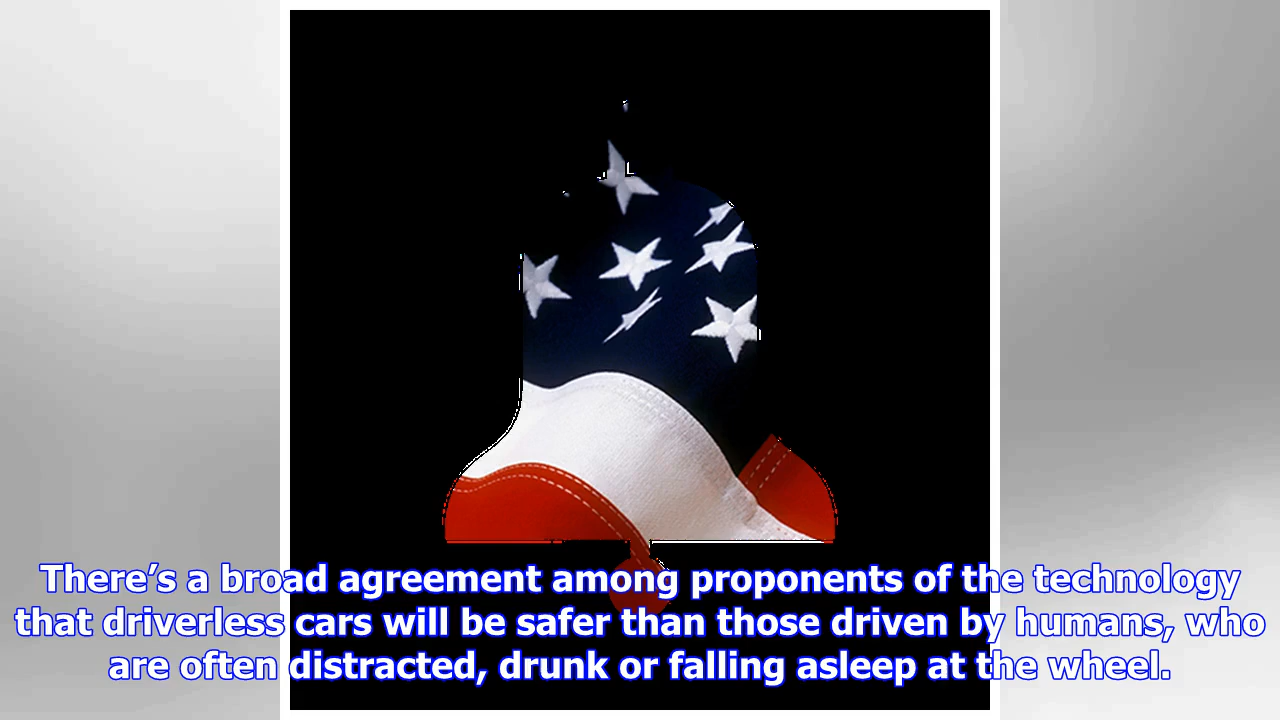 There’s a broad agreement among proponents of the technology
that driverless cars will be safer than those driven by humans, who
are often distracted, drunk or falling asleep at the wheel.